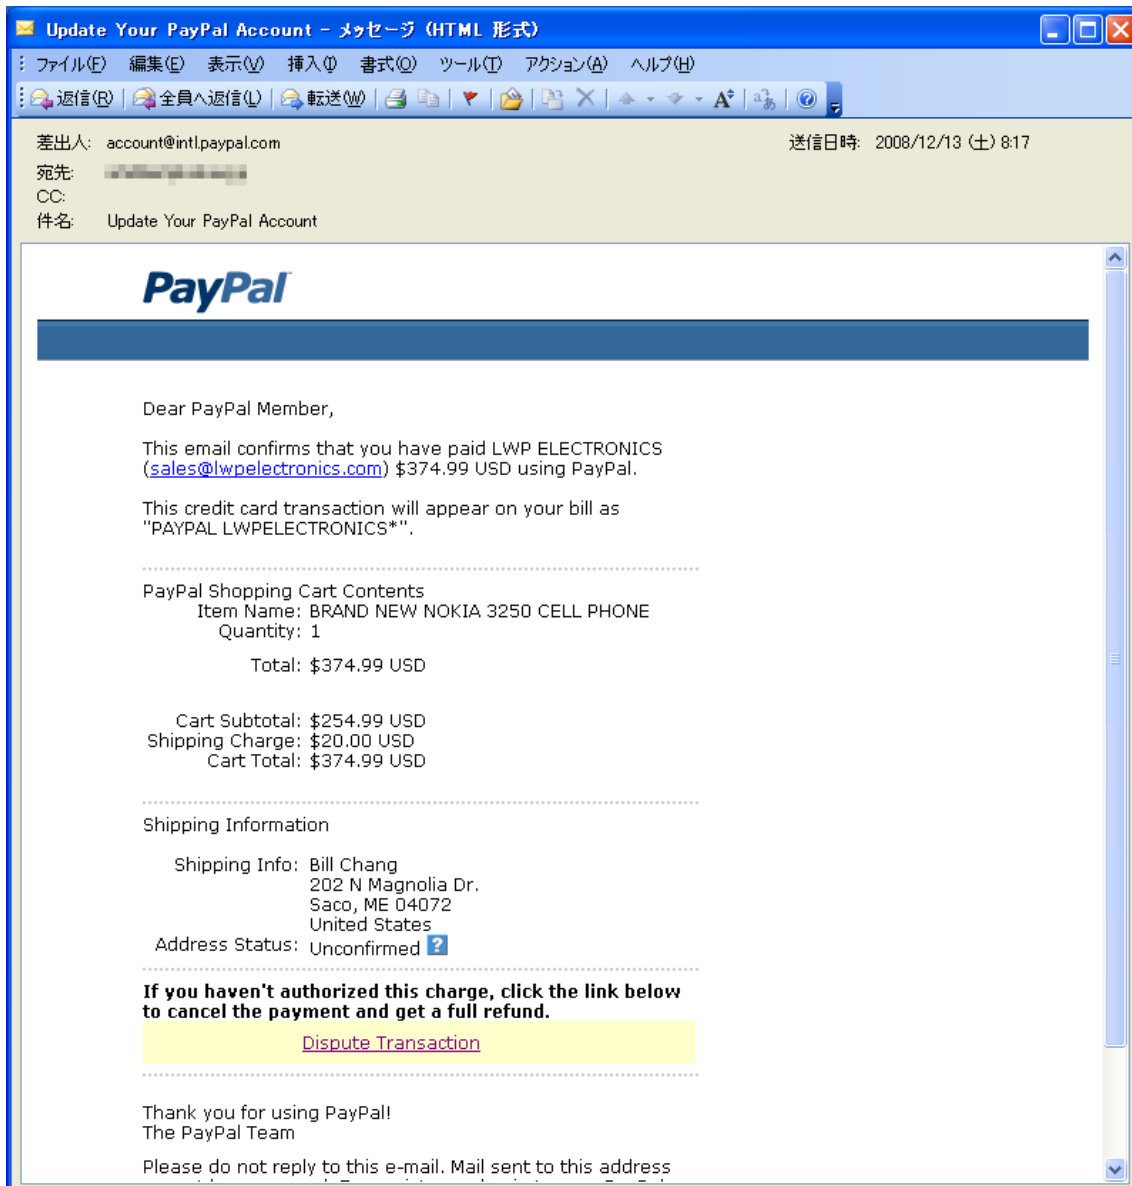 Update Your PayPal Account - メッセージ (HTML 形式)
ファイル(F) 編集(E) 表示(V) 挿入(I) 書式(O) ツール(T) アクション(A) ヘルプ(H)
返信(R) 全員へ返信(L) 転送(W)
差出人: account@intl.paypal.com 送信日時: 2008/12/13 (土) 8:17
宛先:
CC:
件名: Update Your PayPal Account
PayPal
Dear PayPal Member,
This email confirms that you have paid LWP ELECTRONICS
(sales@lwpelectronics.com) $374.99 USD using PayPal.
This credit card transaction will appear on your bill as
"PAYPAL LWPELECTRONICS*".
PayPal Shopping Cart Contents
Item Name: BRAND NEW NOKIA 3250 CELL PHONE
Quantity: 1
Total: $374.99 USD
Cart Subtotal: $254.99 USD
Shipping Charge: $20.00 USD
Cart Total: $374.99 USD
Shipping Information
Shipping Info: Bill Chang
202 N Magnolia Dr.
Saco, ME 04072
United States
Address Status: Unconfirmed ?
If you haven't authorized this charge, click the link below
to cancel the payment and get a full refund.
Dispute Transaction
Thank you for using PayPal!
The PayPal Team
Please do not reply to this e-mail. Mail sent to this address